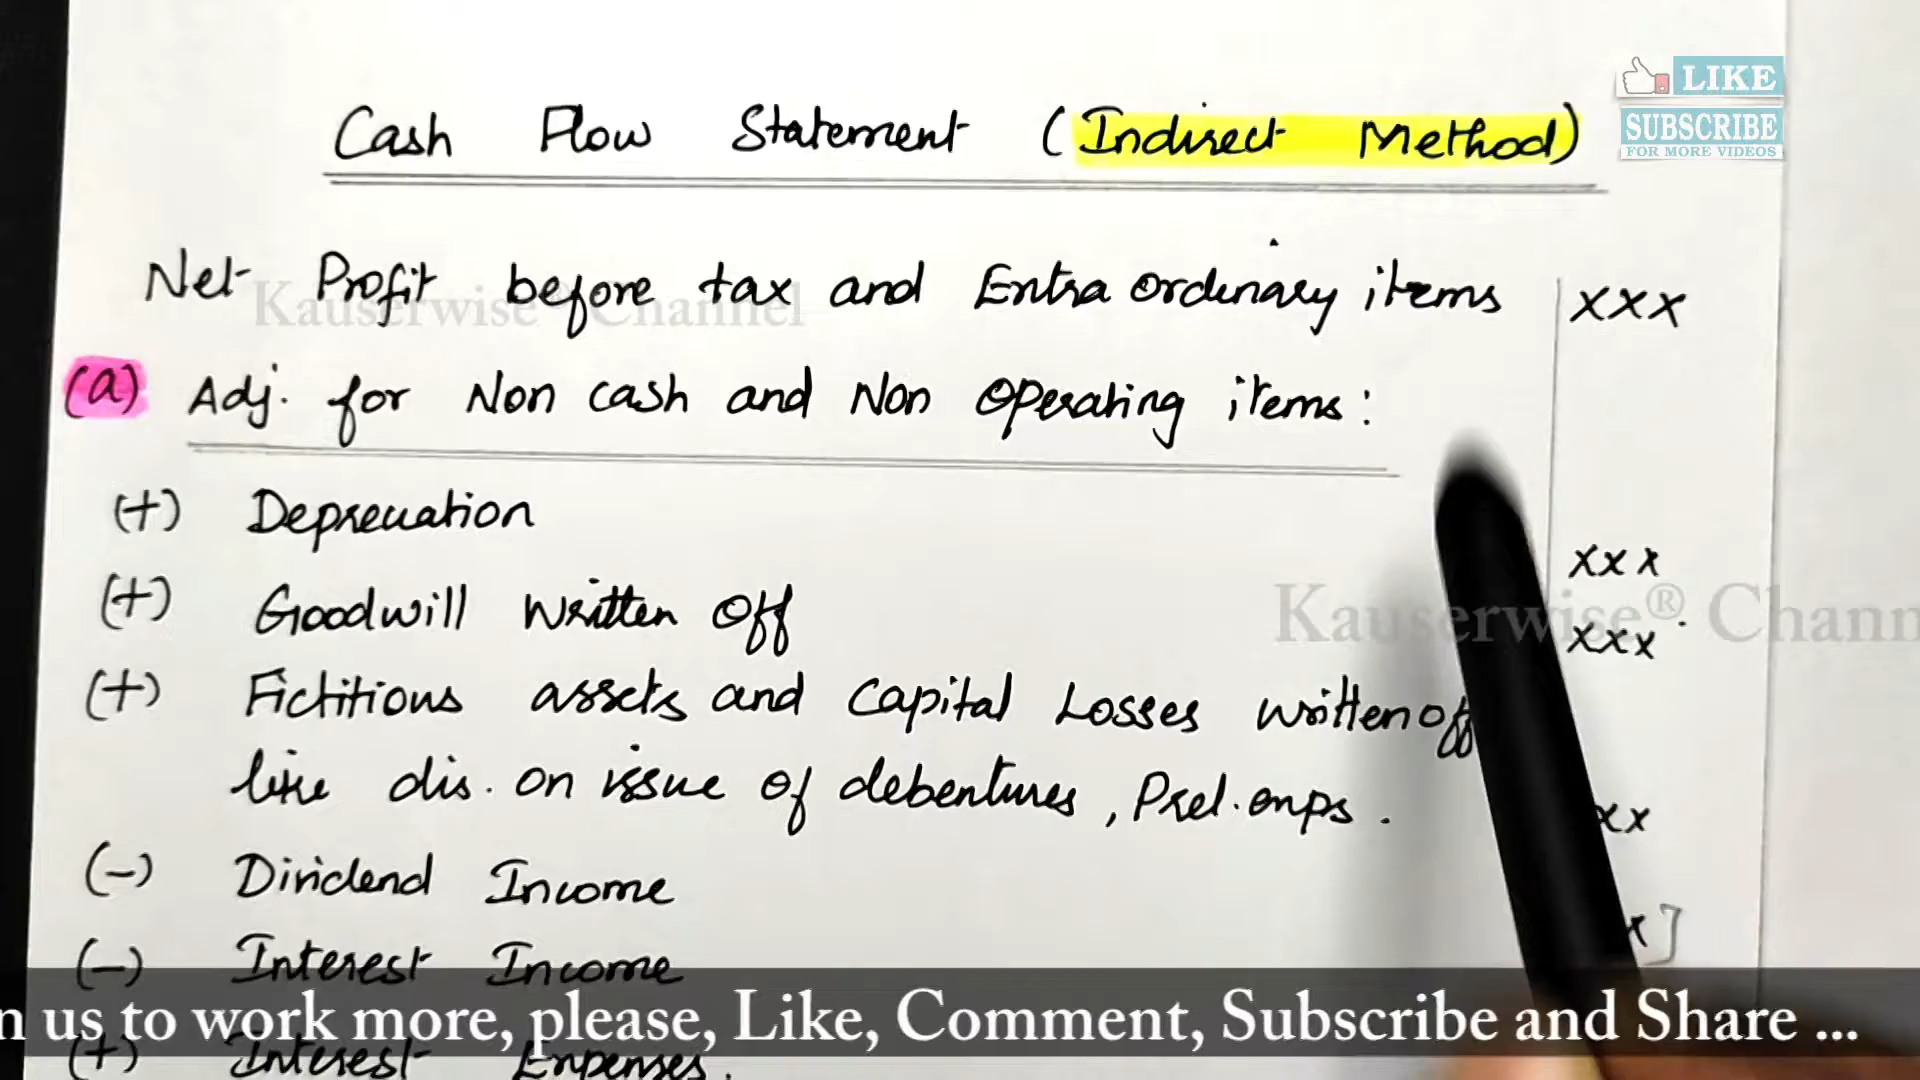 LIKE
SUBSCRIBE
FOR MORE VIDEOS
Cash Flow Statement (Indirect Method)
Net Profit before tax and Extra ordinary items xxx
Kauserwise® Channel
(a) Adj. for Non cash and Non Operating items:
(+) Depreciation xxx
(+) Goodwill Written Off xxx
Kauserwise® Chann
(+) Fictitious assets and Capital Losses written off
like dis. on issue of debentures, Prel. exps. xx
(-) Dividend Income x]
(-) Interest Income
n us to work more, please, Like, Comment, Subscribe and Share ...
(+) Interest Expenses.